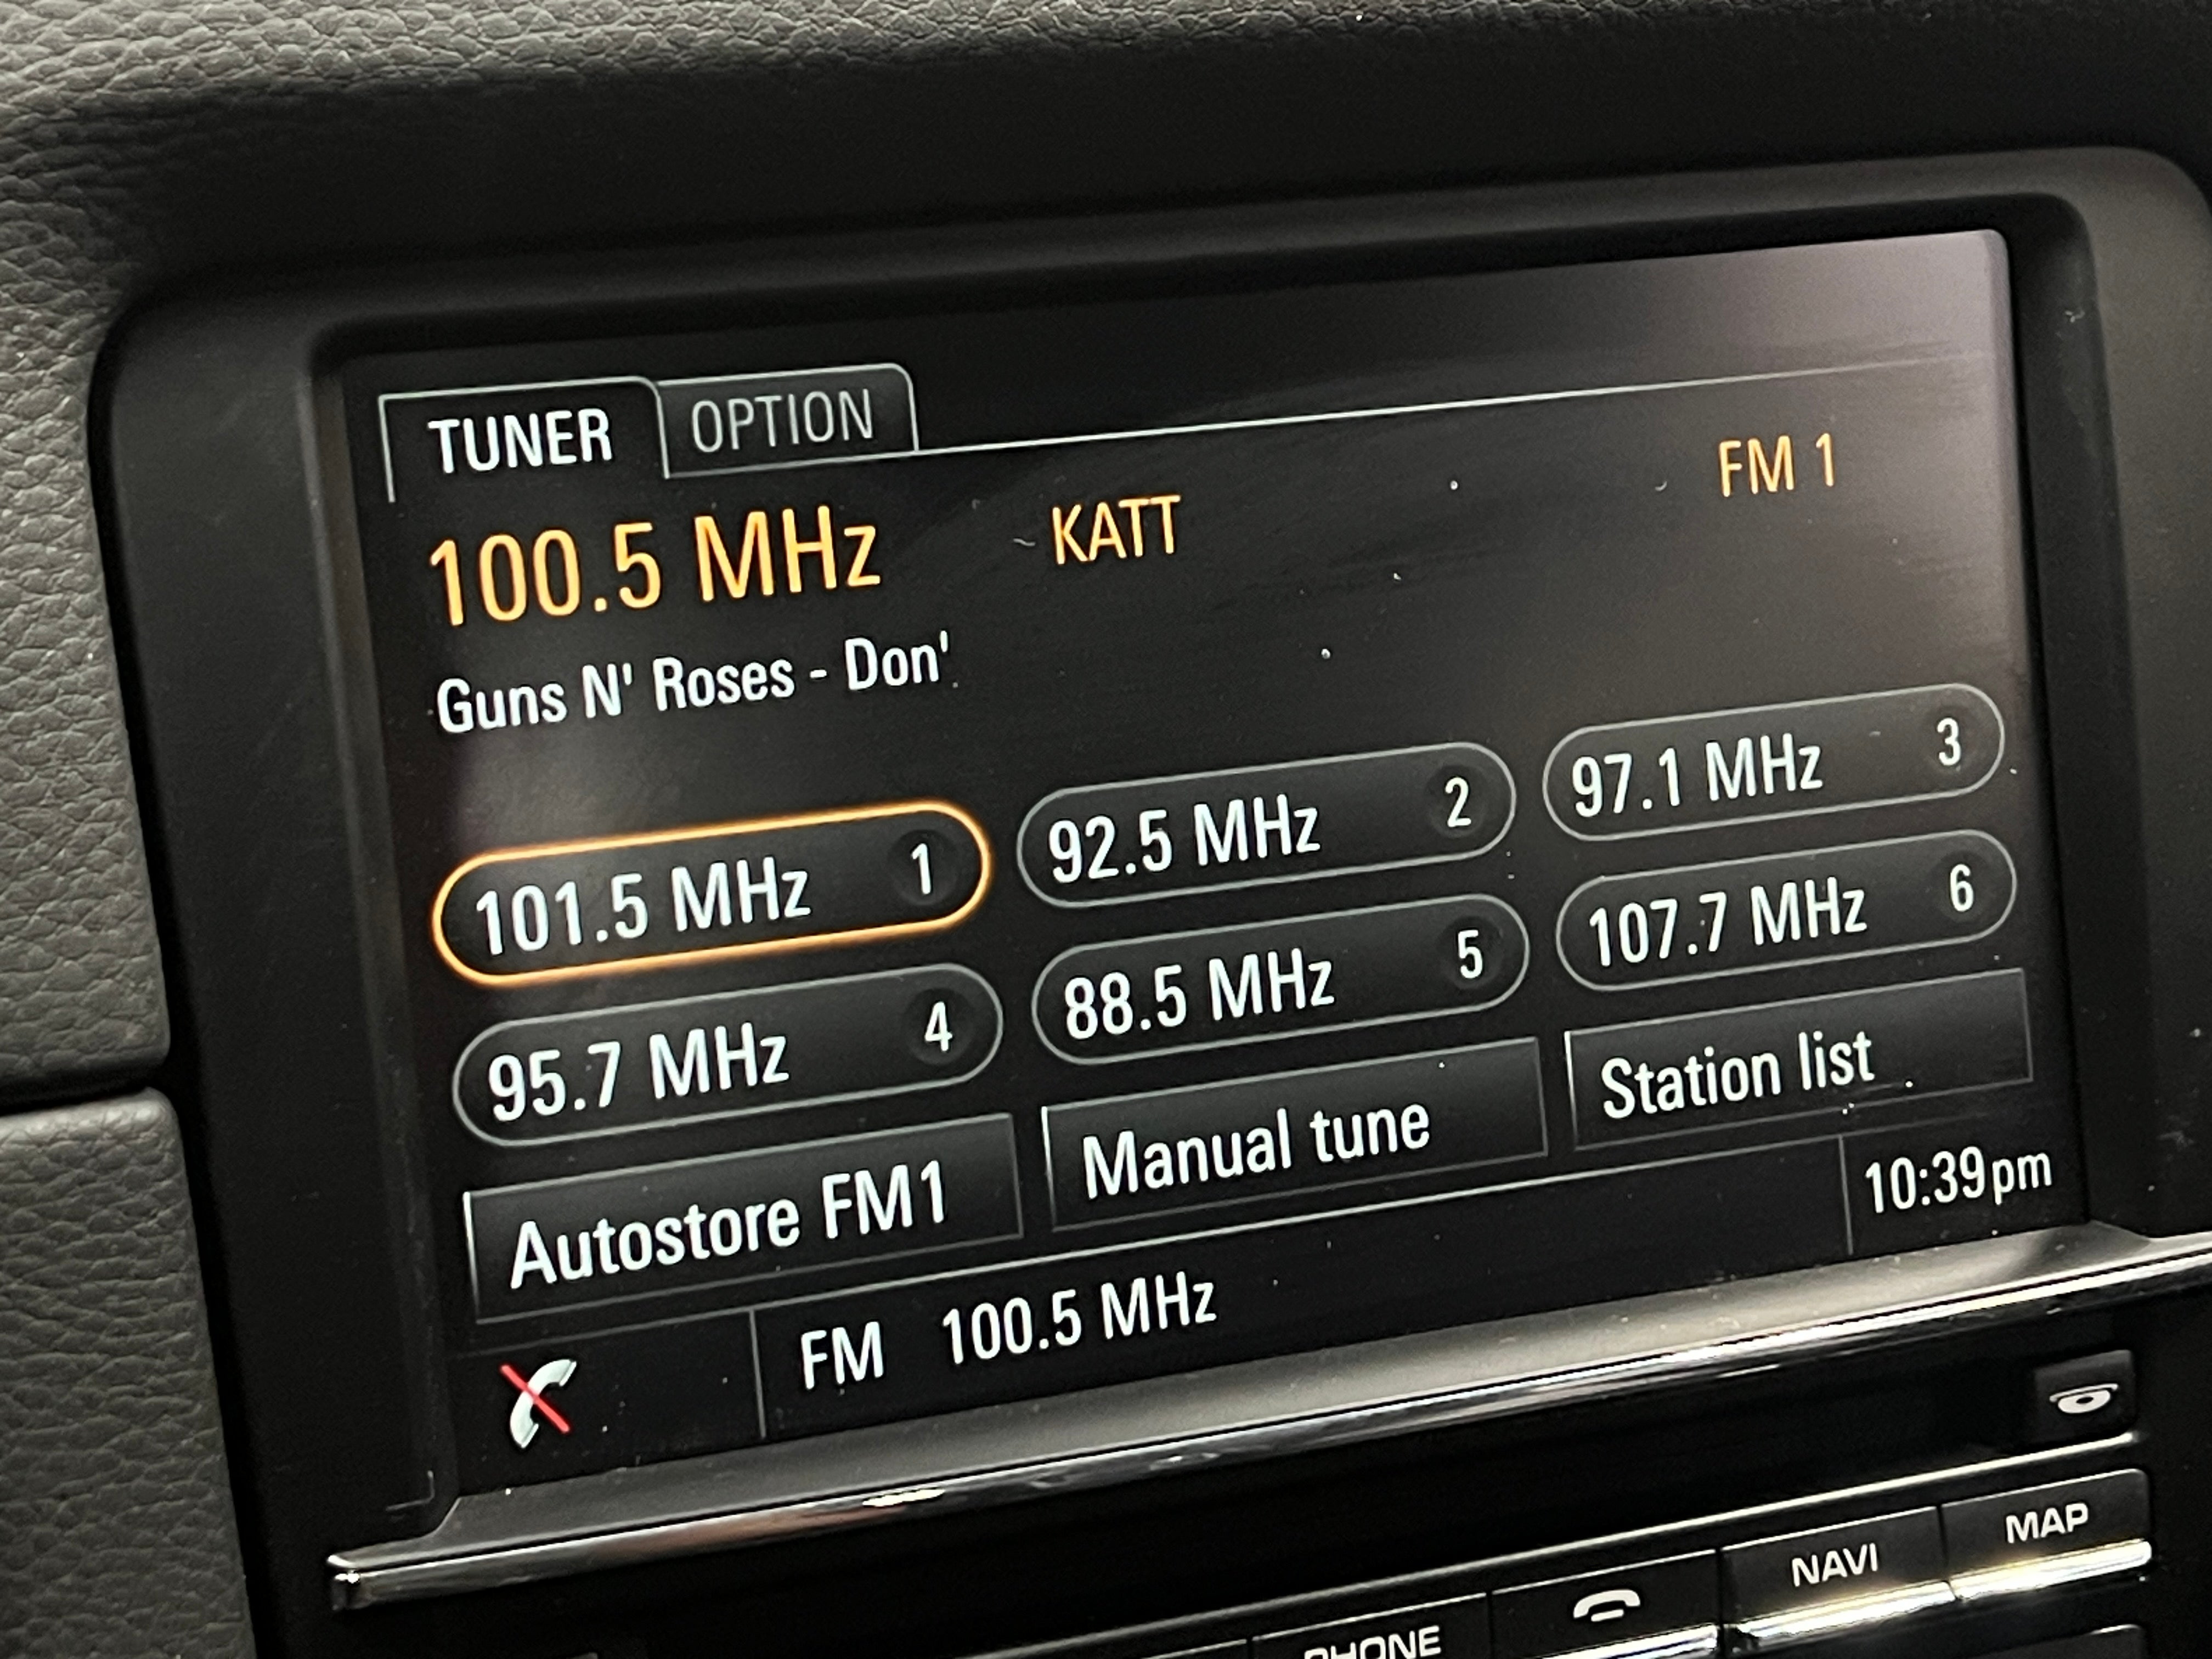 TUNER OPTION
100.5 MHz KATT FM 1
Guns N' Roses - Don'
101.5 MHz 1 92.5 MHz 2 97.1 MHz 3
95.7 MHz 4 88.5 MHz 5 107.7 MHz 6
Autostore FM1 Manual tune Station list
FM 100.5 MHz 10:39pm
PHONE NAVI MAP